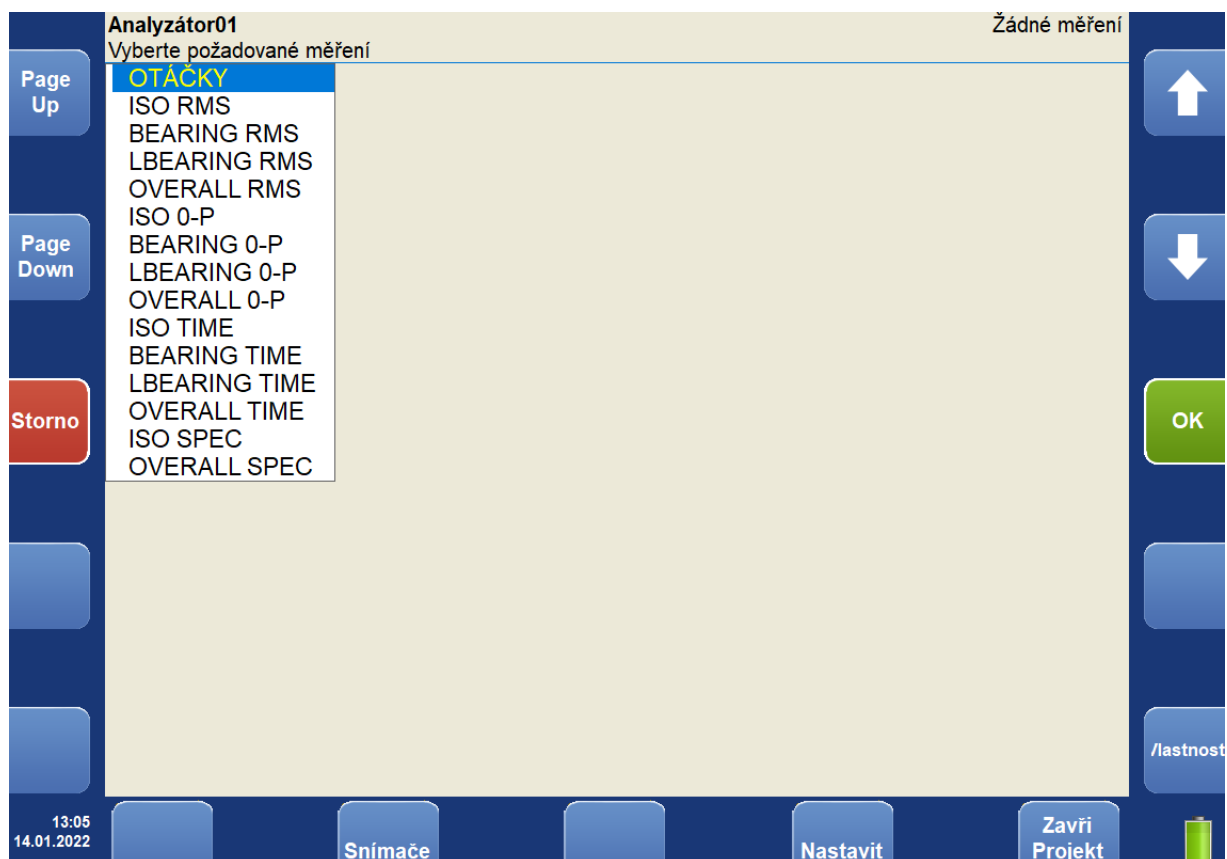 Analyzátor01
Žádné měření
Vyberte požadované měření
Page
Up
Page
Down
Storno
OTÁČKY
ISO RMS
BEARING RMS
LBEARING RMS
OVERALL RMS
ISO 0-P
BEARING 0-P
LBEARING 0-P
OVERALL 0-P
ISO TIME
BEARING TIME
LBEARING TIME
OVERALL TIME
ISO SPEC
OVERALL SPEC
OK
/lastnost
13:05
14.01.2022
Snímače
Nastavit
Zavři
Projekt